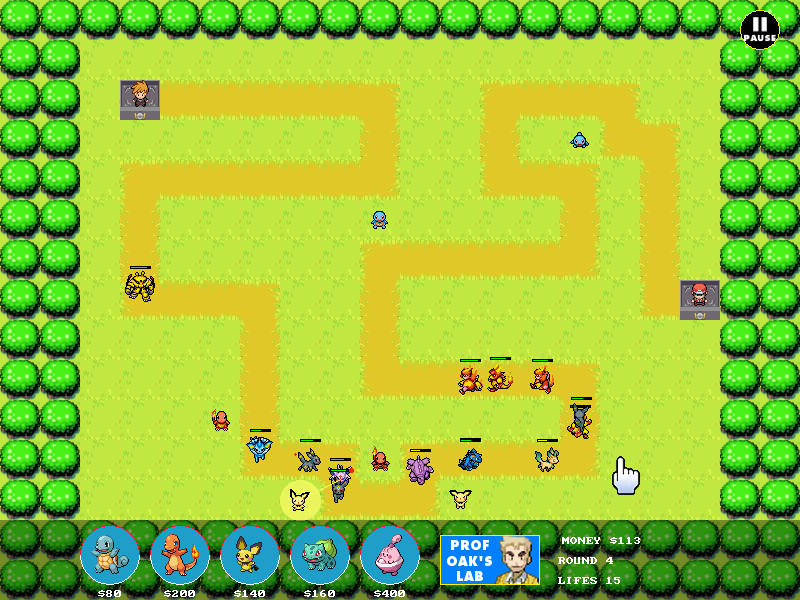 PAUSE
PROF
OAK'S
LAB
MONEY $113
ROUND 4
LIFES 15
$80
$200
$140
$160
$400